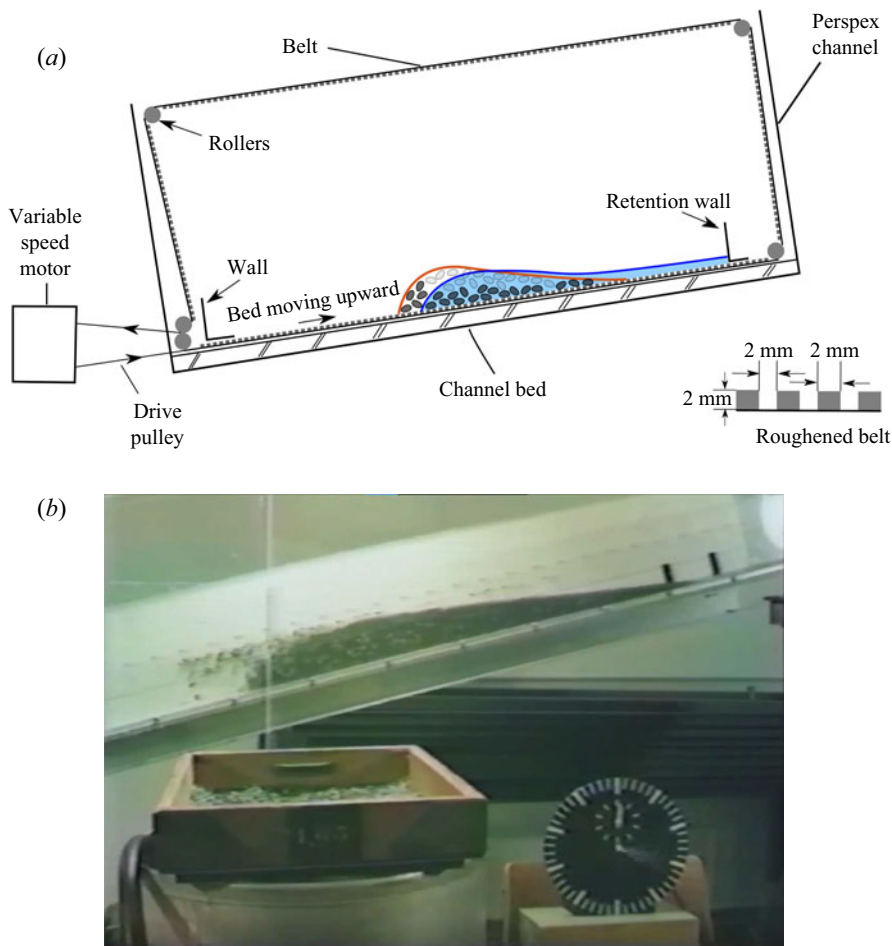 (a)
Belt
Perspex
channel
Rollers
Retention wall
Variable
speed
motor
Wall
Bed moving upward
Channel bed
Drive
pulley
2 mm
2 mm
2 mm
Roughened belt
(b)